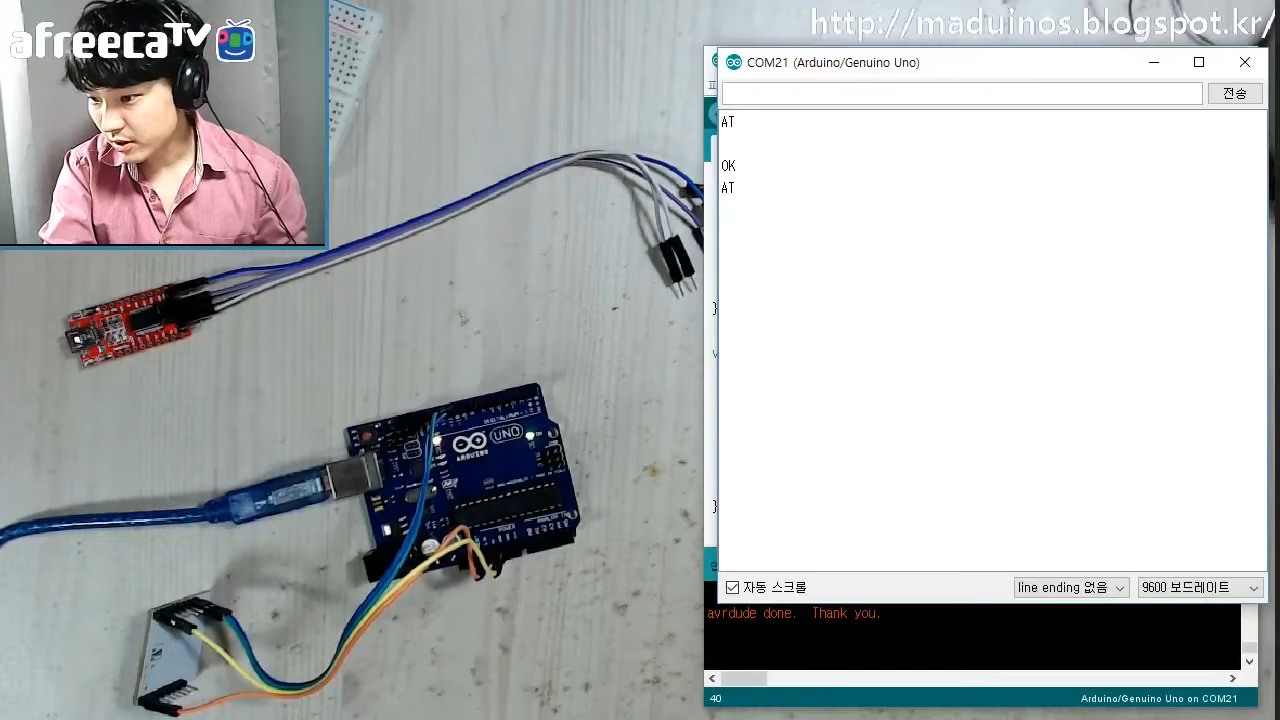 afreecaTV
http://maduinos.blogspot.kr/
COM21 (Arduino/Genuino Uno)
전송
AT
OK
AT
}
}
자동 스크롤
line ending 없음
9600 보드레이트
avrdude done.  Thank you.
40
Arduino/Genuino Uno on COM21
UNO
ARDUINO